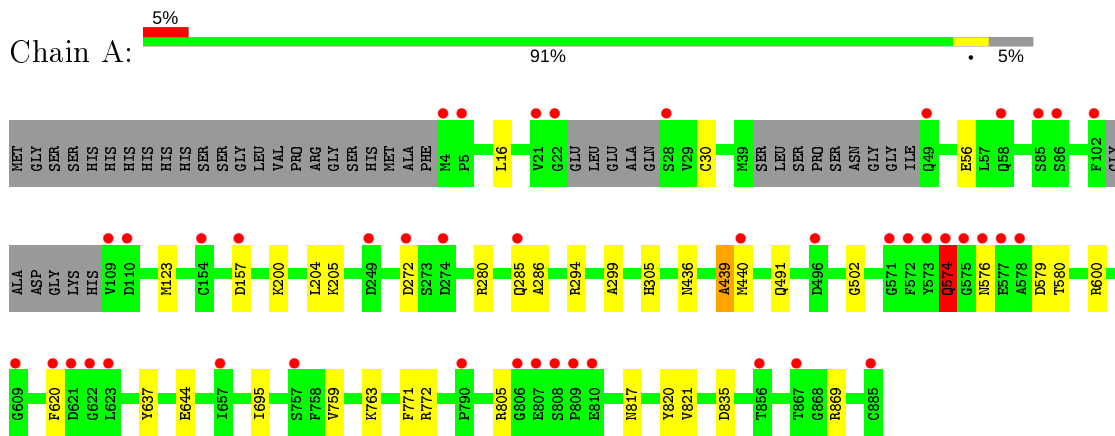 5%
Chain A:
91% • 5%
MET GLY SER SER HIS HIS HIS HIS HIS HIS SER SER GLY LEU VAL PRO ARG GLY SER HIS MET ALA PHE M4 P5 L16 V21 G22 GLU LEU GLU ALA GLN S28 V29 C30 M39 SER LEU SER PRO SER ASN GLY GLY ILE Q49 E56 L57 Q58 S85 S86 F102 GLY
ALA ASP GLY LYS HIS V109 D110 M123 C154 D157 K200 L204 K205 D249 D272 S273 D274 R280 Q285 A286 R294 A299 H305 N436 A439 M440 Q491 D496 G502 G571 F572 Y573 Q574 G575 N576 E577 A578 D579 T580 R600
G609 F620 D621 G622 L623 Y637 E644 I657 I695 S757 F758 V759 K763 F771 R772 P790 R805 G806 E807 S808 P809 E810 N817 Y820 V821 D835 T856 T867 G868 R869 C885